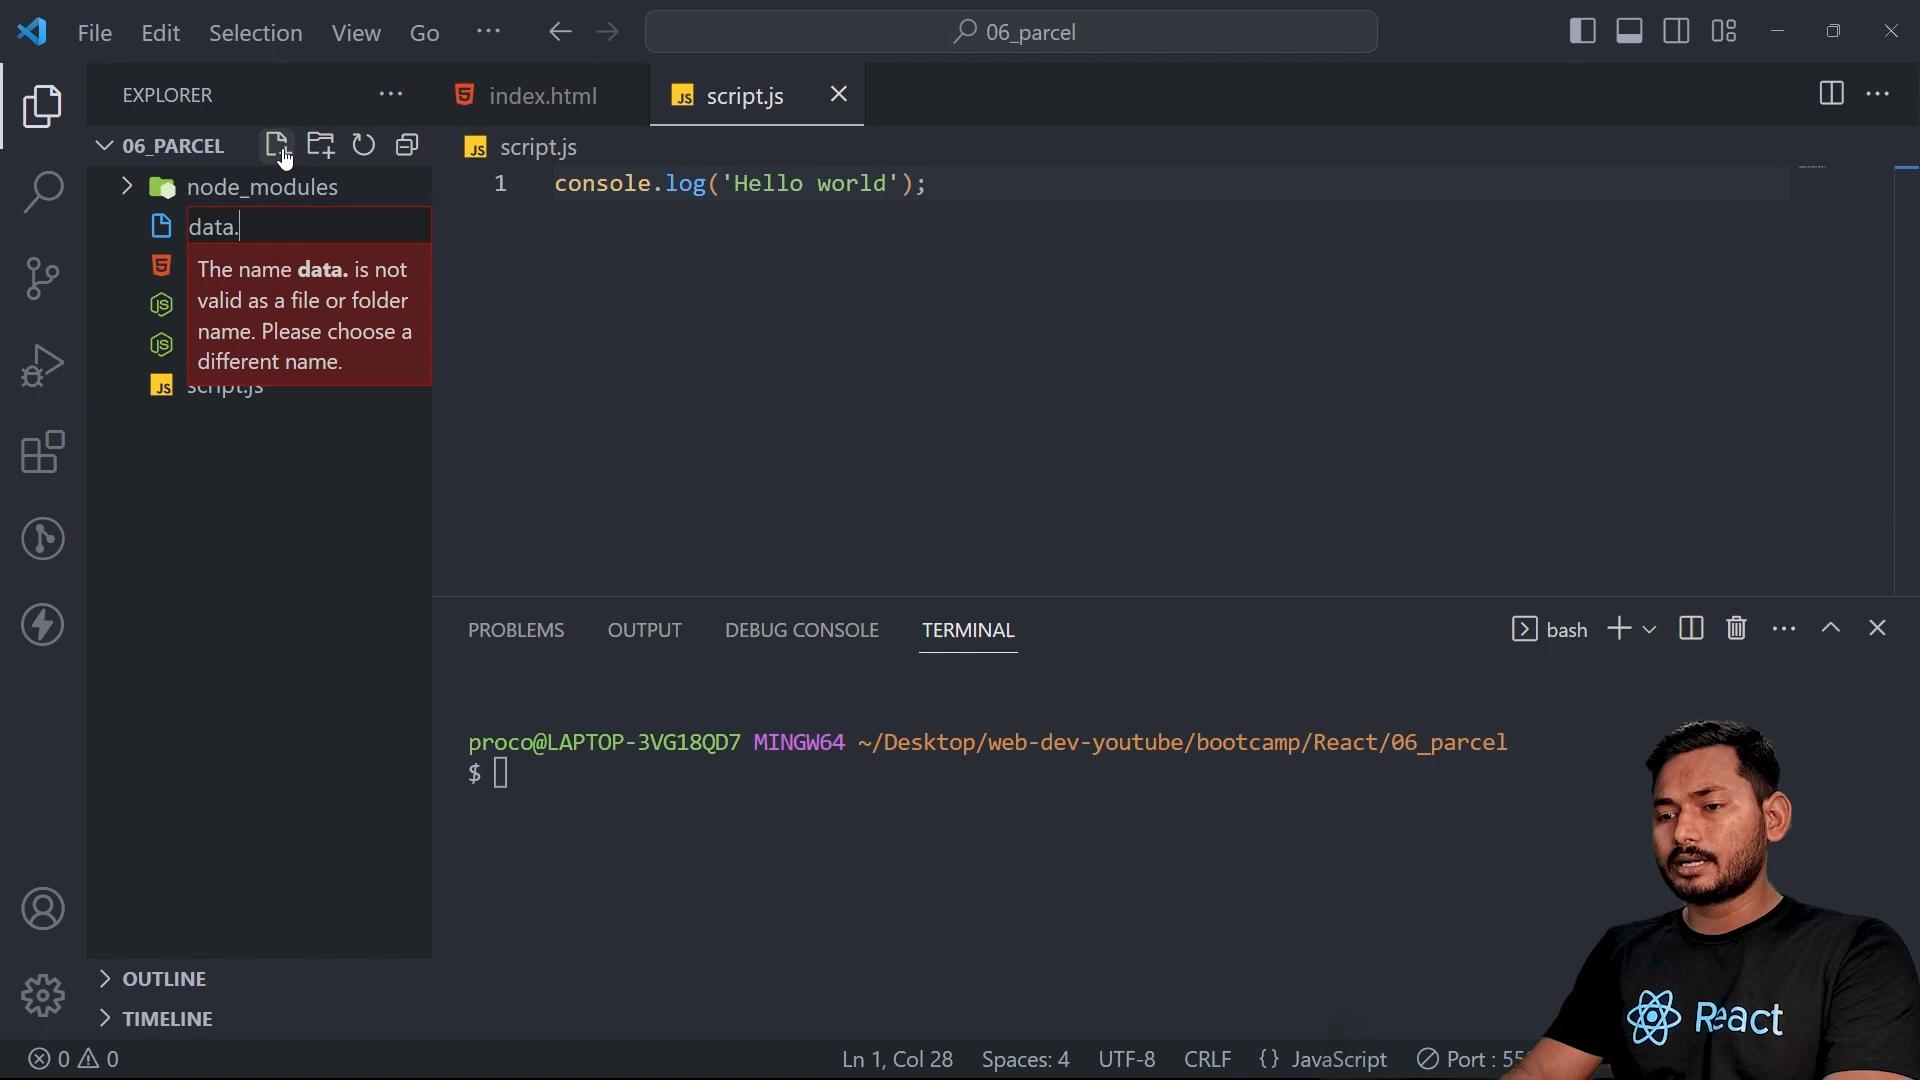 File Edit Selection View Go ··· 06_parcel
EXPLORER ···
index.html
script.js
06_PARCEL
script.js
node_modules
1 console.log('Hello world');
data.
The name data. is not
valid as a file or folder
name. Please choose a
different name.
script.js
PROBLEMS OUTPUT DEBUG CONSOLE TERMINAL
bash
proco@LAPTOP-3VG18QD7 MINGW64 ~/Desktop/web-dev-youtube/bootcamp/React/06_parcel
$
OUTLINE
TIMELINE
React
0 0
Ln 1, Col 28 Spaces: 4 UTF-8 CRLF {} JavaScript Port :